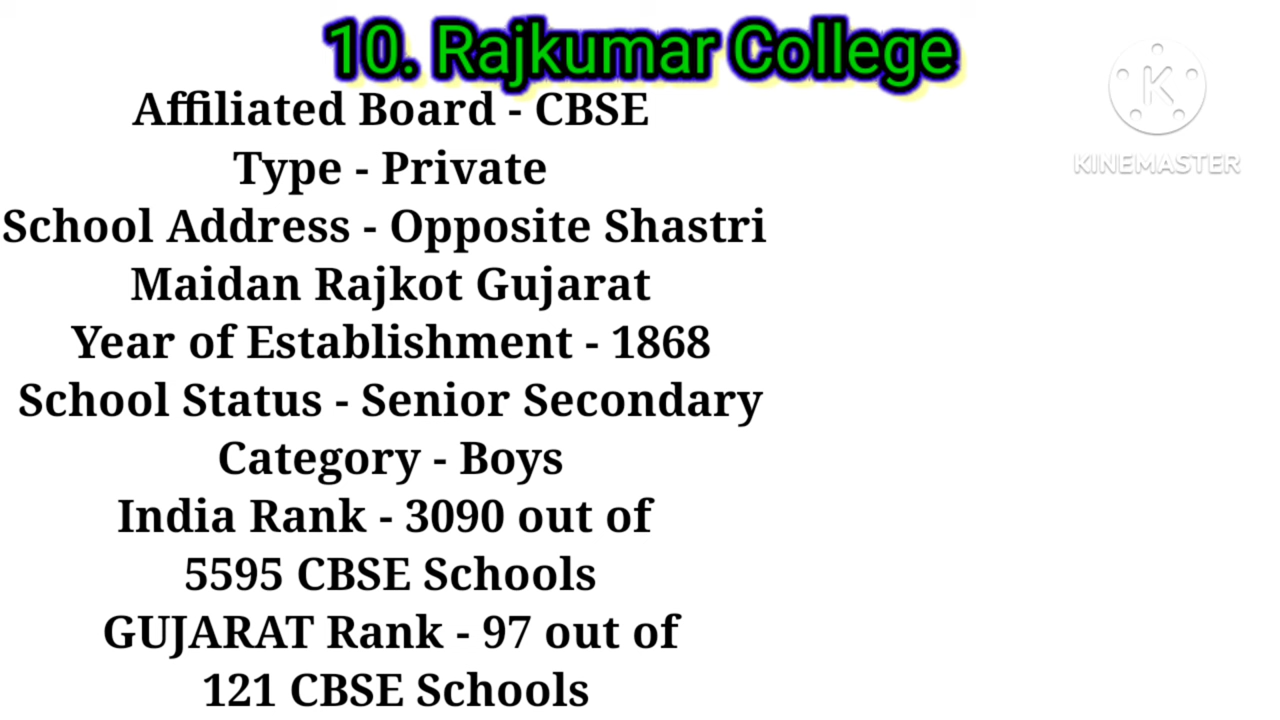 10. Rajkumar College
Affiliated Board - CBSE
Type - Private
School Address - Opposite Shastri
Maidan Rajkot Gujarat
Year of Establishment - 1868
School Status - Senior Secondary
Category - Boys
India Rank - 3090 out of
5595 CBSE Schools
GUJARAT Rank - 97 out of
121 CBSE Schools
K
KINEMASTER